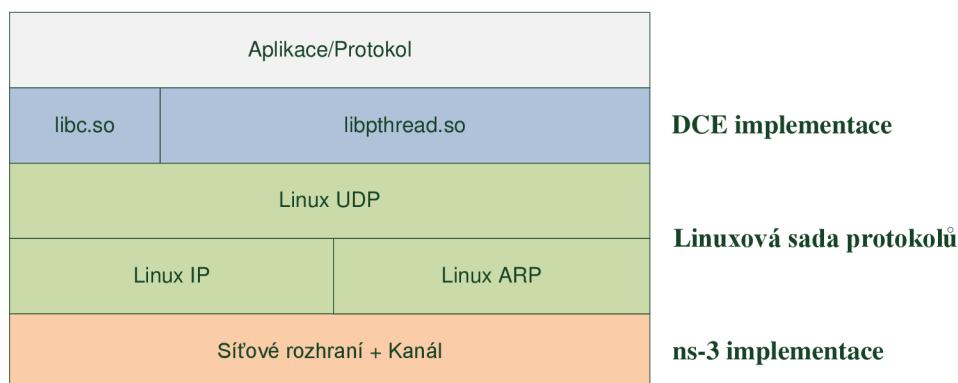 Aplikace/Protokol
libc.so
libpthread.so
DCE implementace
Linux UDP
Linuxová sada protokolů
Linux IP
Linux ARP
Síťové rozhraní + Kanál
ns-3 implementace